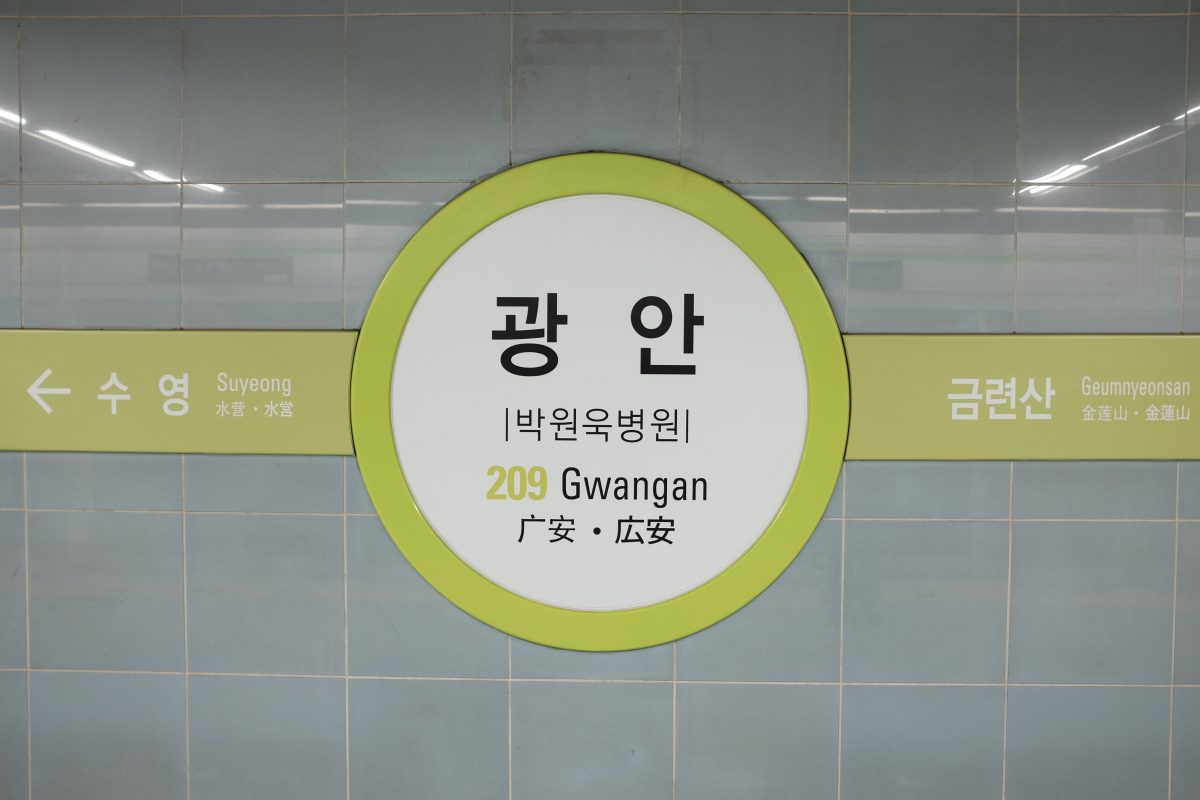 ← 수 영
Suyeong
水营・水営
광 안
|박원욱병원|
209 Gwangan
广安・広安
금련산
Geumnyeonsan
金莲山・金蓮山